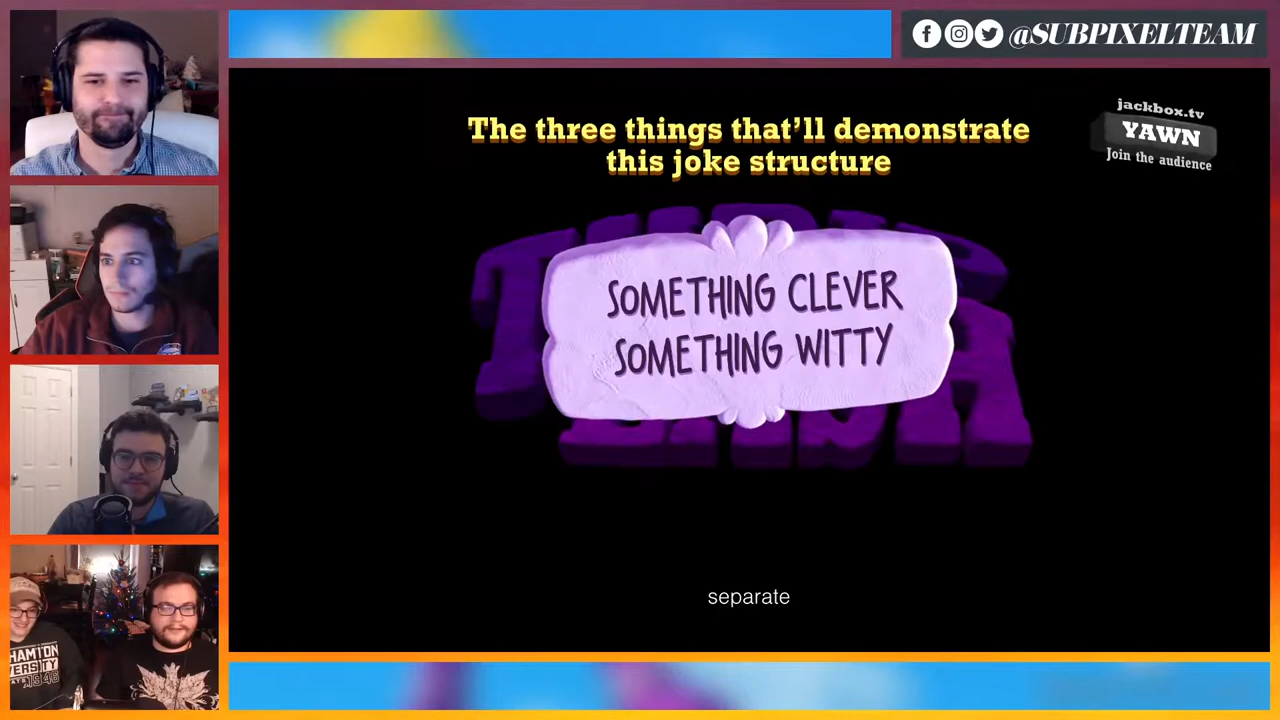 @SUBPIXELTEAM
The three things that'll demonstrate
this joke structure
jackbox.tv
YAWN
Join the audience
SOMETHING CLEVER
SOMETHING WITTY
separate
1946